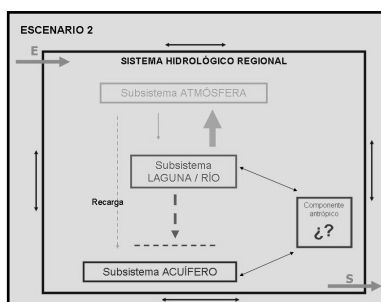 ESCENARIO 2
E
SISTEMA HIDROLÓGICO REGIONAL
Subsistema ATMÓSFERA
Subsistema
LAGUNA / RÍO
Recarga
Componente
antrópico
¿?
Subsistema ACUÍFERO
S